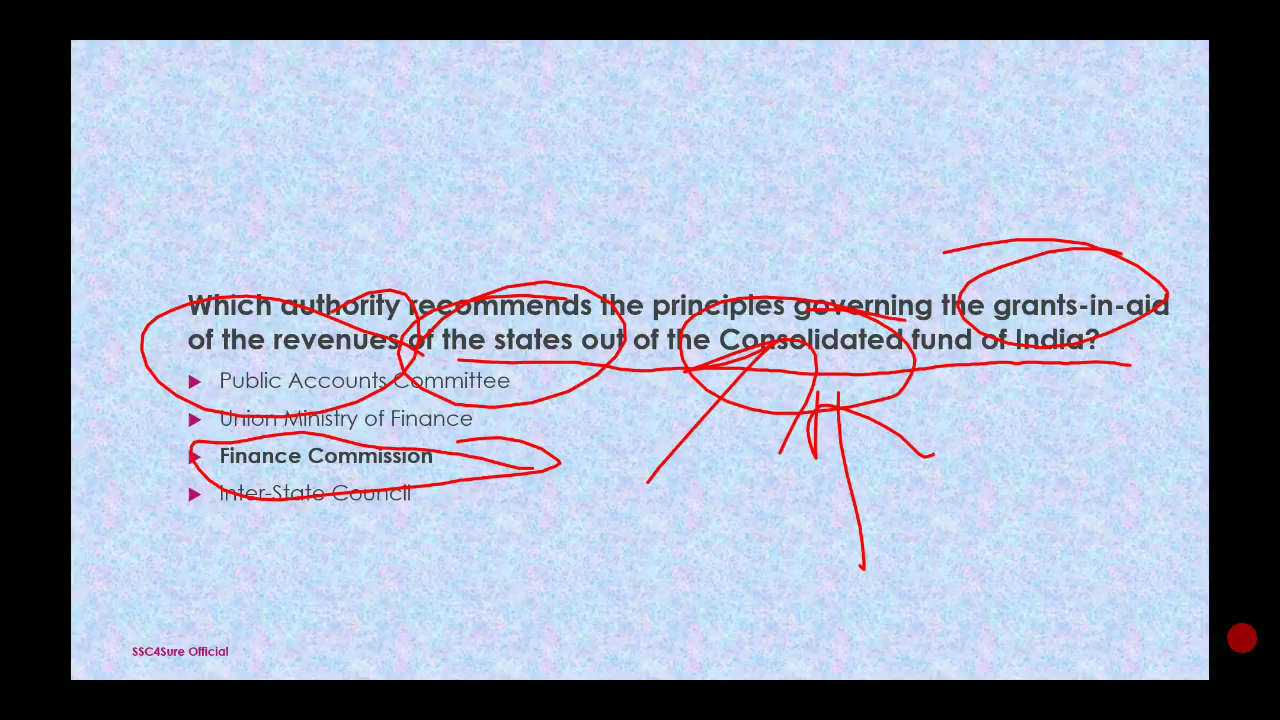 Which authority recommends the principles governing the grants-in-aid
of the revenues of the states out of the Consolidated fund of India?
Public Accounts Committee
Union Ministry of Finance
Finance Commission
Inter-State Council
SSC4Sure Official